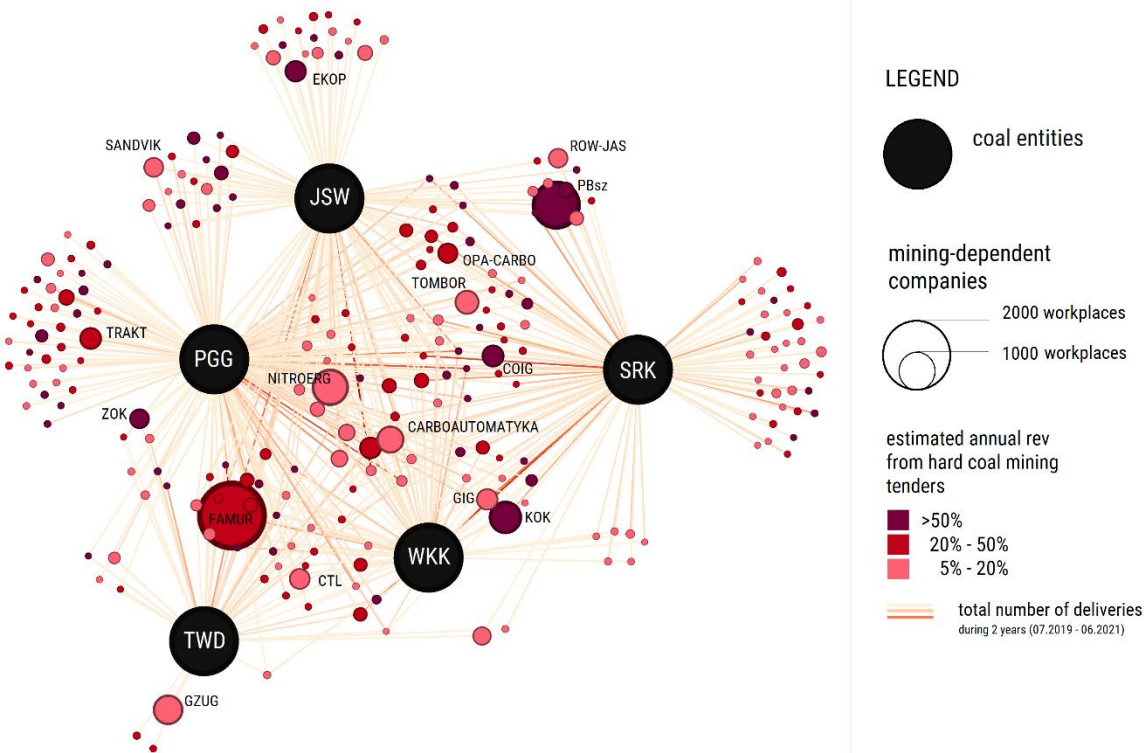 EKOP
SANDVIK
ROW-JAS
PBsz
JSW
OPA-CARBO
TOMBOR
TRAKT
PGG
COIG
SRK
NITROERG
ZOK
CARBOAUTOMATYKA
GIG
KOK
FAMUR
WKK
CTL
TWD
GZUG
LEGEND
coal entities
mining-dependent
companies
2000 workplaces
1000 workplaces
estimated annual rev
from hard coal mining
tenders
>50%
20% - 50%
5% - 20%
total number of deliveries
during 2 years (07.2019 - 06.2021)